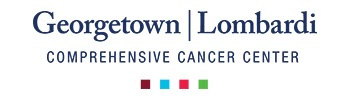 Georgetown | Lombardi
COMPREHENSIVE CANCER CENTER